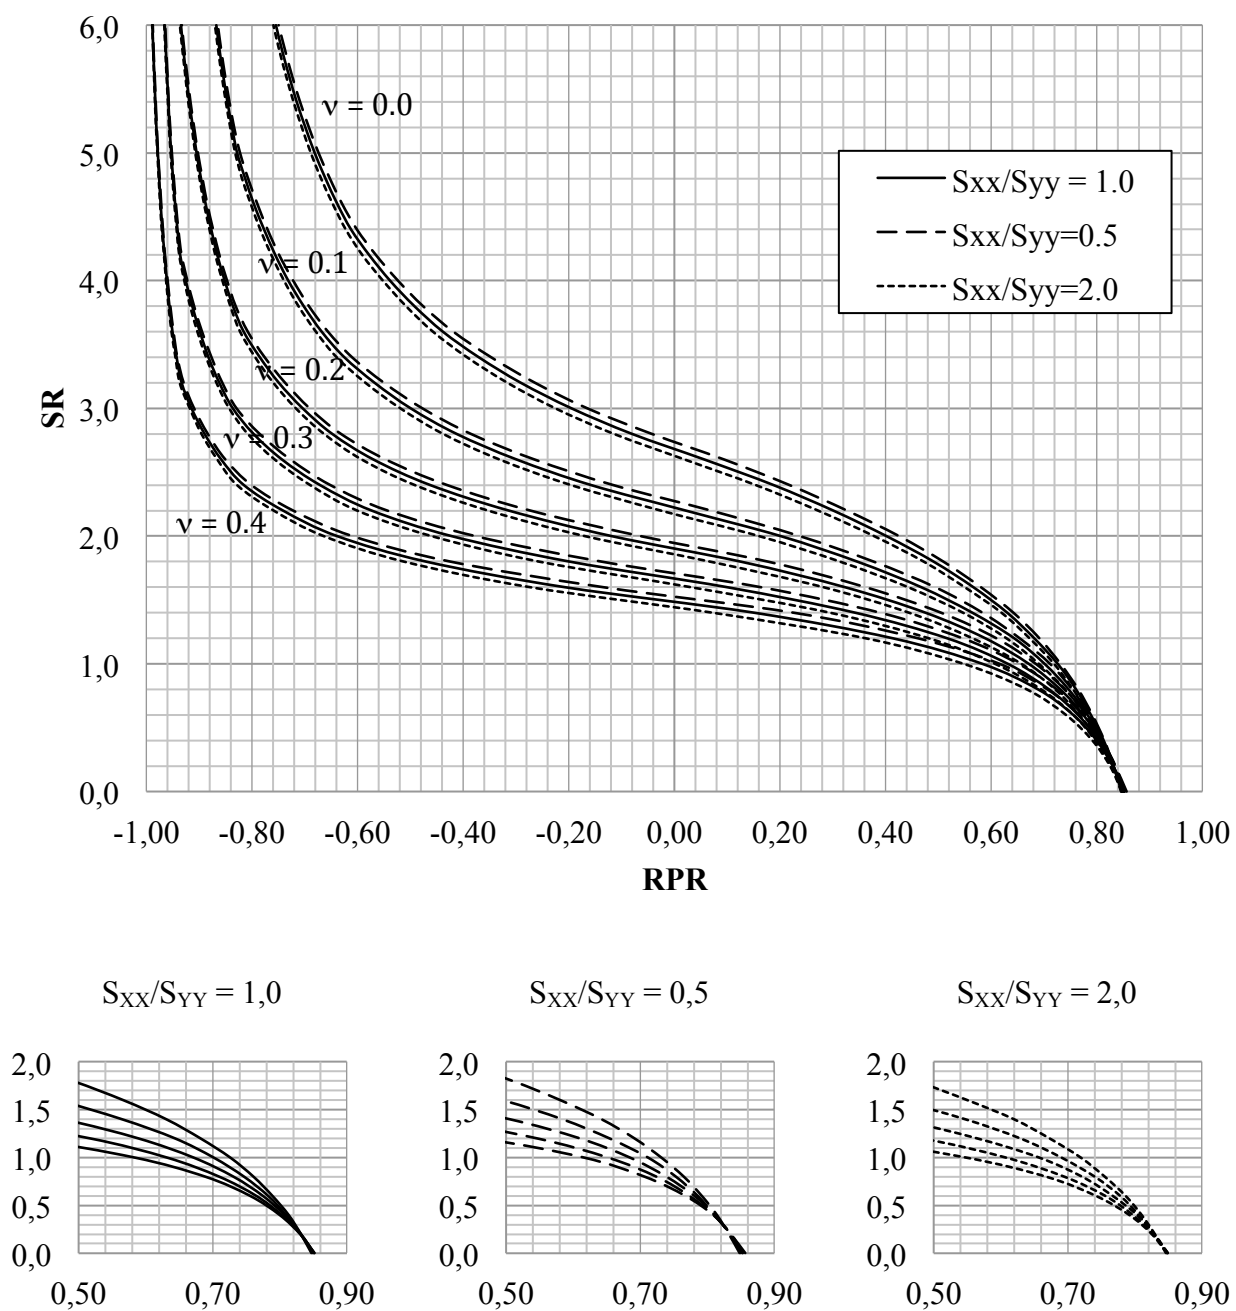 6,0
ν = 0.0
5,0
Sxx/Syy = 1.0
Sxx/Syy=0.5
ν = 0.1
4,0
Sxx/Syy=2.0
ν = 0.2
3,0
SR
ν = 0.3
2,0
ν = 0.4
1,0
0,0
-1,00 -0,80 -0,60 -0,40 -0,20 0,00 0,20 0,40 0,60 0,80 1,00
RPR
S_XX/S_YY = 1,0 S_XX/S_YY = 0,5 S_XX/S_YY = 2,0
2,0 2,0 2,0
1,5 1,5 1,5
1,0 1,0 1,0
0,5 0,5 0,5
0,0 0,0 0,0
0,50 0,70 0,90 0,50 0,70 0,90 0,50 0,70 0,90